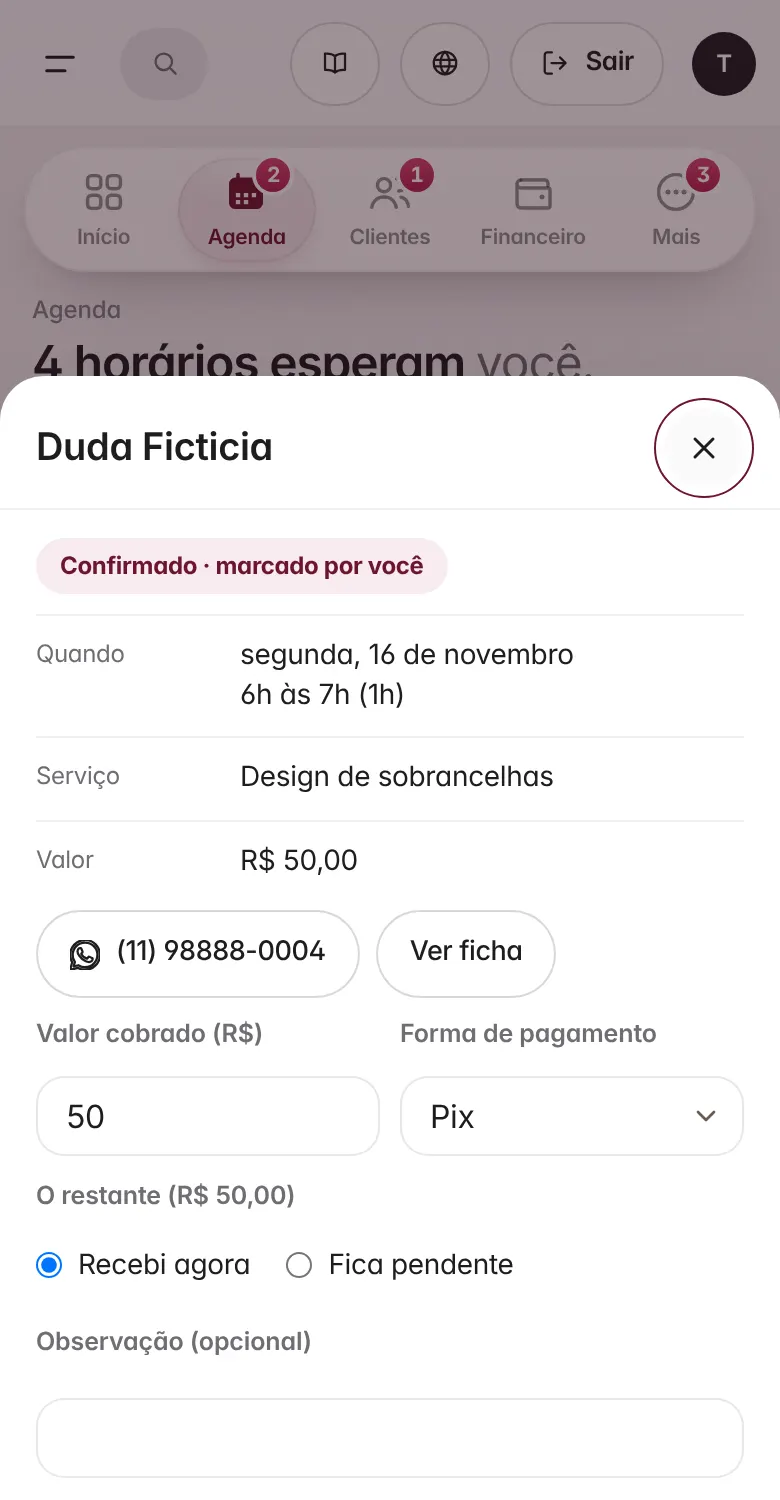 Sair
T
2
1
3
Início
Agenda
Clientes
Financeiro
Mais
Agenda
4 horários esperam você.
Duda Ficticia
Confirmado · marcado por você
Quando
segunda, 16 de novembro
6h às 7h (1h)
Serviço
Design de sobrancelhas
Valor
R$ 50,00
(11) 98888-0004
Ver ficha
Valor cobrado (R$)
Forma de pagamento
50
Pix
O restante (R$ 50,00)
Recebi agora
Fica pendente
Observação (opcional)